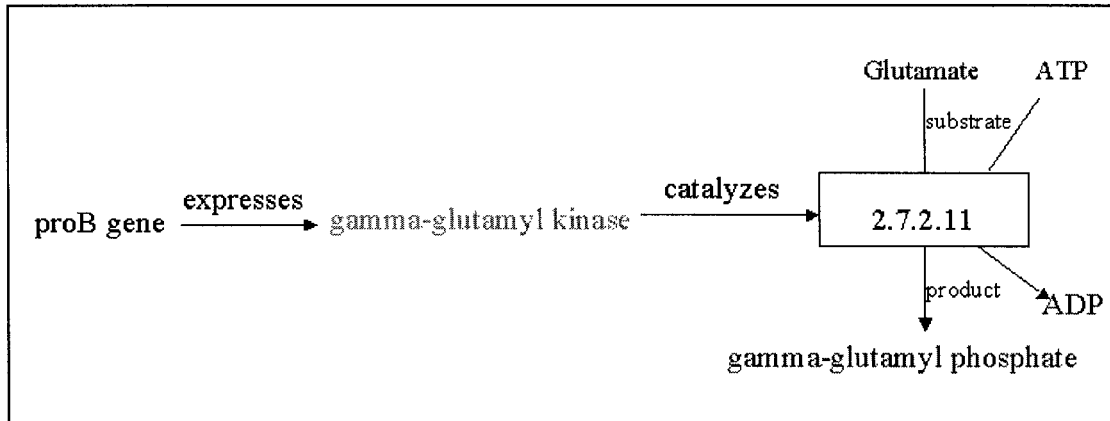 Glutamate ATP
substrate
expresses catalyzes
proB gene gamma-glutamyl kinase 2.7.2.11
product
ADP
gamma-glutamyl phosphate